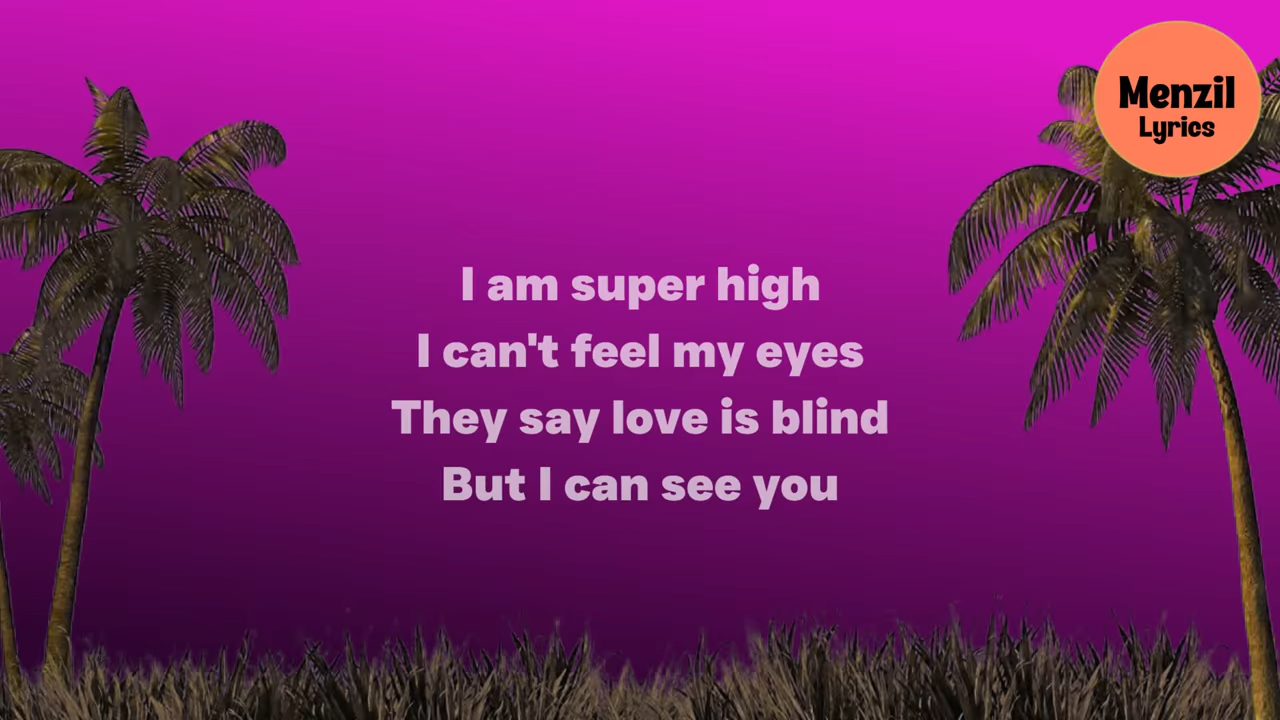 Menzil
Lyrics
I am super high
I can't feel my eyes
They say love is blind
But I can see you